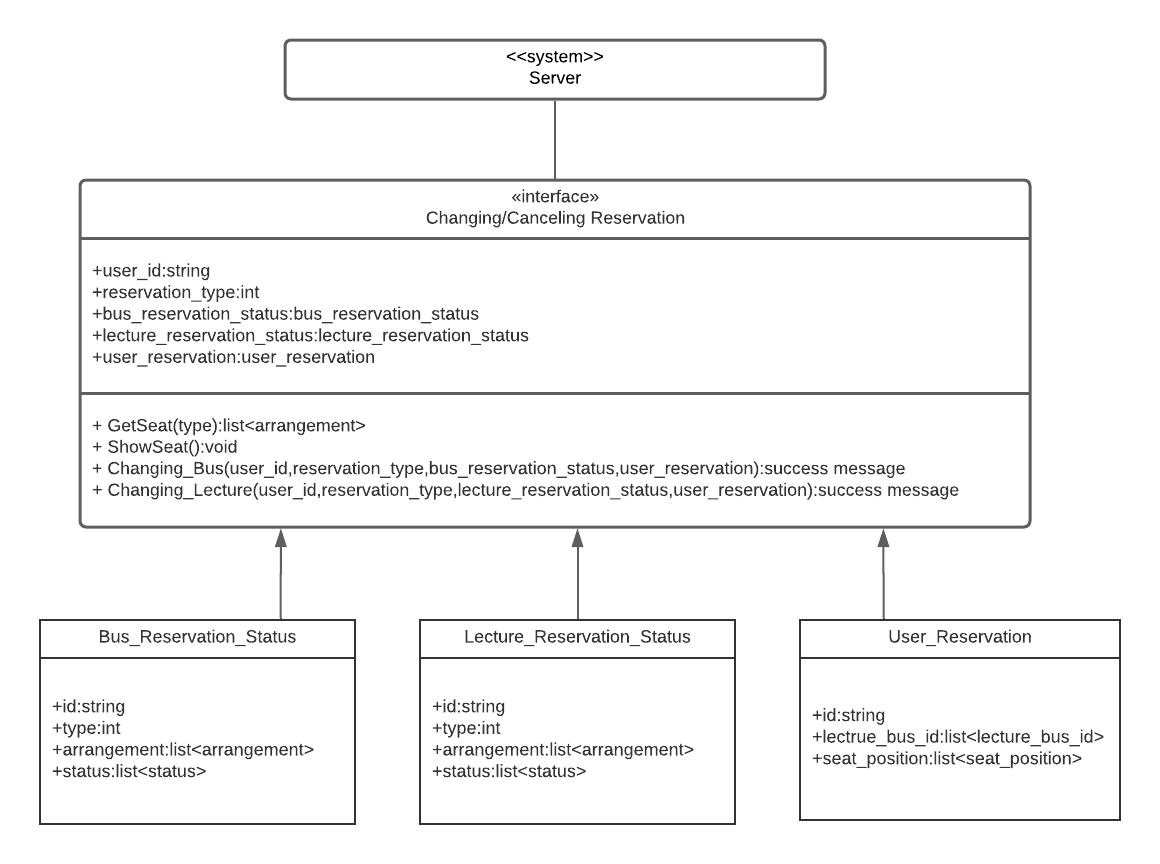 <<system>>
Server
«interface»
Changing/Canceling Reservation
+user_id:string
+reservation_type:int
+bus_reservation_status:bus_reservation_status
+lecture_reservation_status:lecture_reservation_status
+user_reservation:user_reservation
+ GetSeat(type):list<arrangement>
+ ShowSeat():void
+ Changing_Bus(user_id,reservation_type,bus_reservation_status,user_reservation):success message
+ Changing_Lecture(user_id,reservation_type,lecture_reservation_status,user_reservation):success message
Bus_Reservation_Status
+id:string
+type:int
+arrangement:list<arrangement>
+status:list<status>
Lecture_Reservation_Status
+id:string
+type:int
+arrangement:list<arrangement>
+status:list<status>
User_Reservation
+id:string
+lectrue_bus_id:list<lecture_bus_id>
+seat_position:list<seat_position>